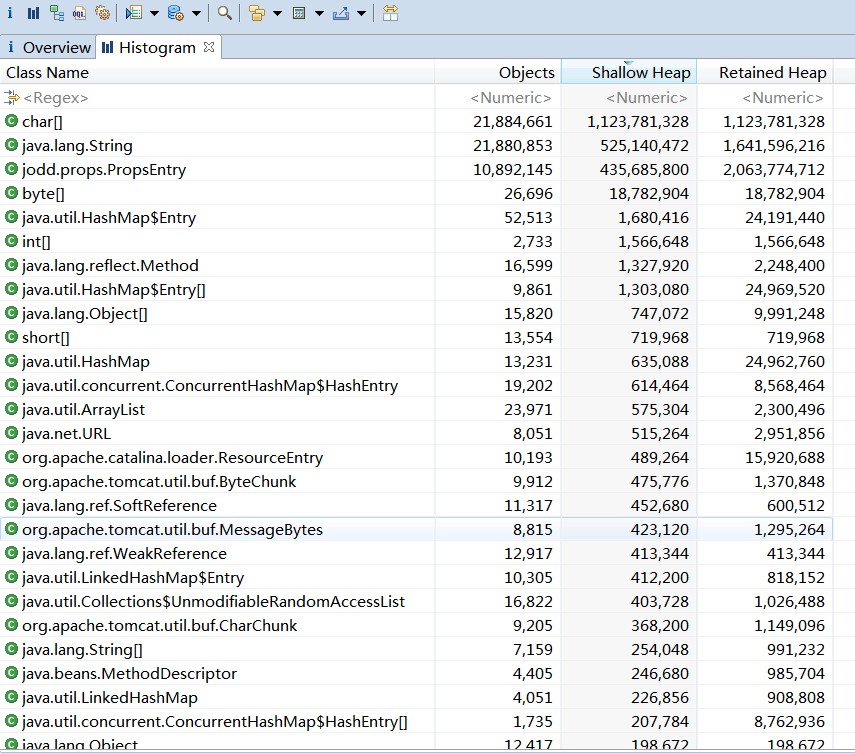 Overview Histogram
Class Name Objects Shallow Heap Retained Heap
<Regex> <Numeric> <Numeric> <Numeric>
char[] 21,884,661 1,123,781,328 1,123,781,328
java.lang.String 21,880,853 525,140,472 1,641,596,216
jodd.props.PropsEntry 10,892,145 435,685,800 2,063,774,712
byte[] 26,696 18,782,904 18,782,904
java.util.HashMap$Entry 52,513 1,680,416 24,191,440
int[] 2,733 1,566,648 1,566,648
java.lang.reflect.Method 16,599 1,327,920 2,248,400
java.util.HashMap$Entry[] 9,861 1,303,080 24,969,520
java.lang.Object[] 15,820 747,072 9,991,248
short[] 13,554 719,968 719,968
java.util.HashMap 13,231 635,088 24,962,760
java.util.concurrent.ConcurrentHashMap$HashEntry 19,202 614,464 8,568,464
java.util.ArrayList 23,971 575,304 2,300,496
java.net.URL 8,051 515,264 2,951,856
org.apache.catalina.loader.ResourceEntry 10,193 489,264 15,920,688
org.apache.tomcat.util.buf.ByteChunk 9,912 475,776 1,370,848
java.lang.ref.SoftReference 11,317 452,680 600,512
org.apache.tomcat.util.buf.MessageBytes 8,815 423,120 1,295,264
java.lang.ref.WeakReference 12,917 413,344 413,344
java.util.LinkedHashMap$Entry 10,305 412,200 818,152
java.util.Collections$UnmodifiableRandomAccessList 16,822 403,728 1,026,488
org.apache.tomcat.util.buf.CharChunk 9,205 368,200 1,149,096
java.lang.String[] 7,159 254,048 991,232
java.beans.MethodDescriptor 4,405 246,680 985,704
java.util.LinkedHashMap 4,051 226,856 908,808
java.util.concurrent.ConcurrentHashMap$HashEntry[] 1,735 207,784 8,762,936
java.lang.Object 12,417 198,672 198,672